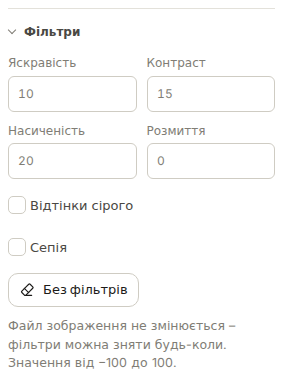 Фільтри
Яскравість
Контраст
10
15
Насиченість
Розмиття
20
0
Відтінки сірого
Сепія
Без фільтрів
Файл зображення не змінюється –
фільтри можна зняти будь-коли.
Значення від −100 до 100.